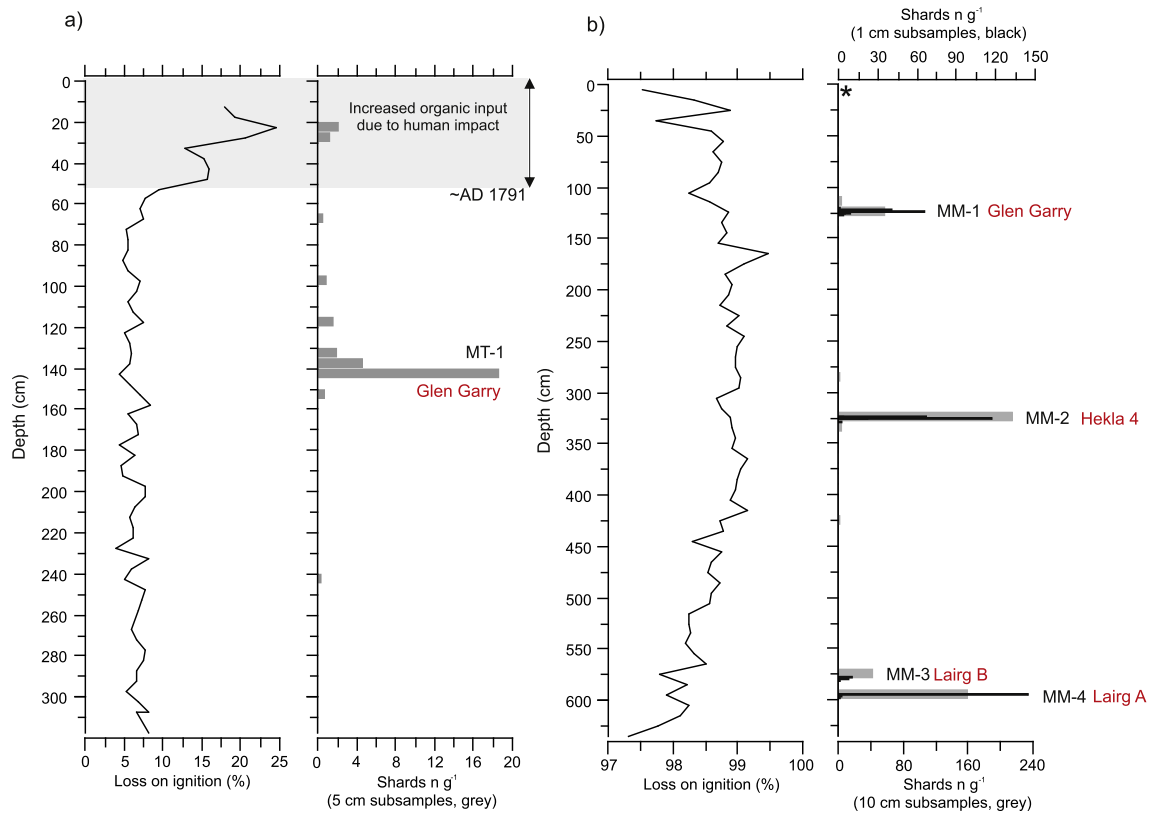 a)
0
20
40
60
80
100
120
140
160
180
200
220
240
260
280
300
Depth (cm)
0
5
10
15
20
25
Loss on ignition (%)
Increased organic input
due to human impact
~AD 1791
MT-1
Glen Garry
0
4
8
12
16
20
Shards n g⁻¹
(5 cm subsamples, grey)
b)
0
50
100
150
200
250
300
350
400
450
500
550
600
Depth (cm)
97
98
99
100
Loss on ignition (%)
Shards n g⁻¹
(1 cm subsamples, black)
0
30
60
90
120
150
*
MM-1 Glen Garry
MM-2 Hekla 4
MM-3 Lairg B
MM-4 Lairg A
0
80
160
240
Shards n g⁻¹
(10 cm subsamples, grey)